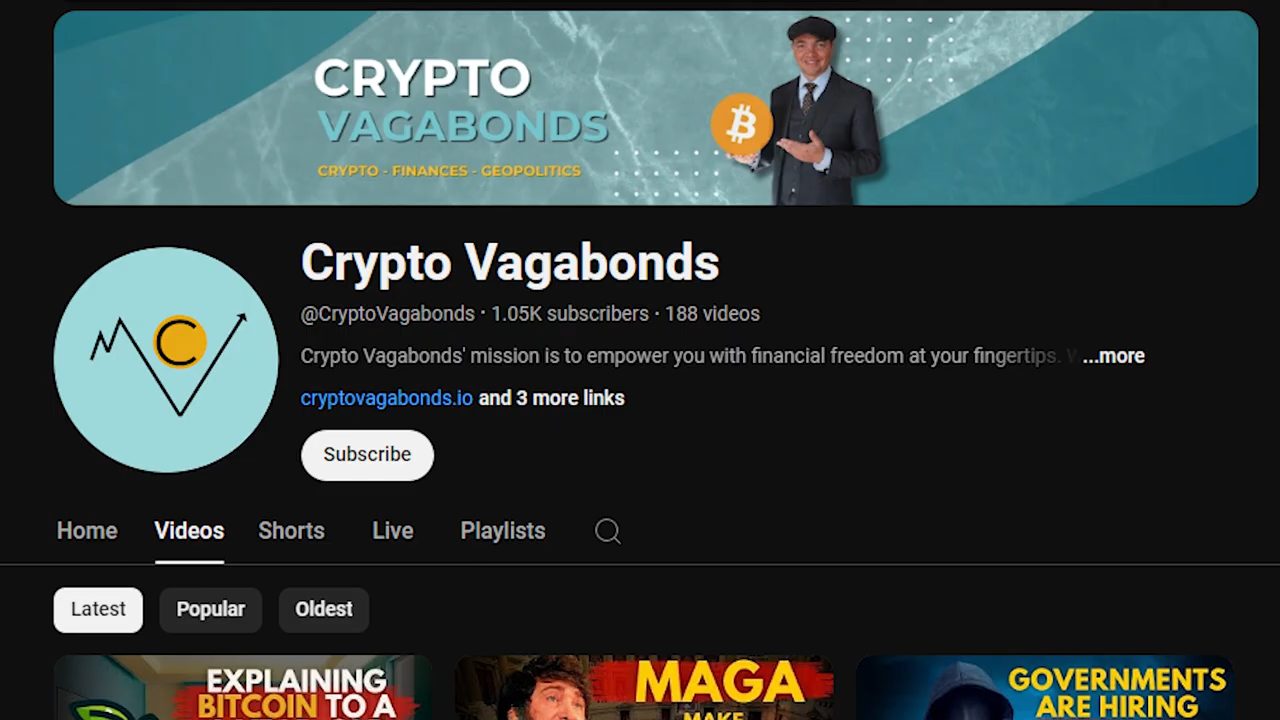 CRYPTO
VAGABONDS
CRYPTO - FINANCES - GEOPOLITICS
Crypto Vagabonds
@CryptoVagabonds · 1.05K subscribers · 188 videos
Crypto Vagabonds' mission is to empower you with financial freedom at your fingertips. ...more
cryptovagabonds.io and 3 more links
Subscribe
Home Videos Shorts Live Playlists
Latest Popular Oldest
EXPLAINING
BITCOIN TO A
MAGA
MAKE
GOVERNMENTS
ARE HIRING